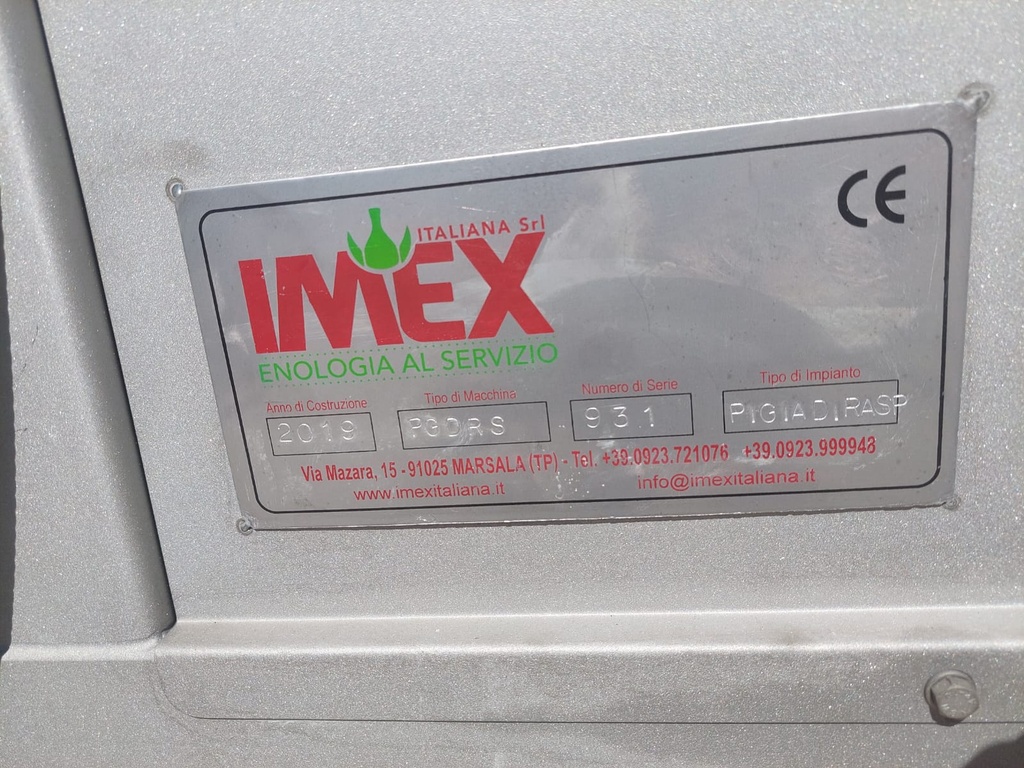 CE
ITALIANA Srl
IMEX
ENOLOGIA AL SERVIZIO
Anno di Costruzione Tipo di Macchina Numero di Serie Tipo di Impianto
2019 PGDRS 931 PIGIADIRASP
Via Mazara, 15 - 91025 MARSALA (TP) - Tel. +39.0923.721076 +39.0923.999948
www.imexitaliana.it info@imexitaliana.it